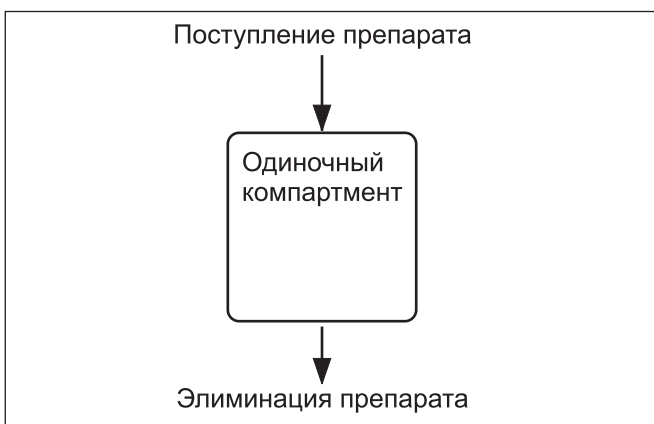 Поступление препарата
Одиночный
компартмент
Элиминация препарата